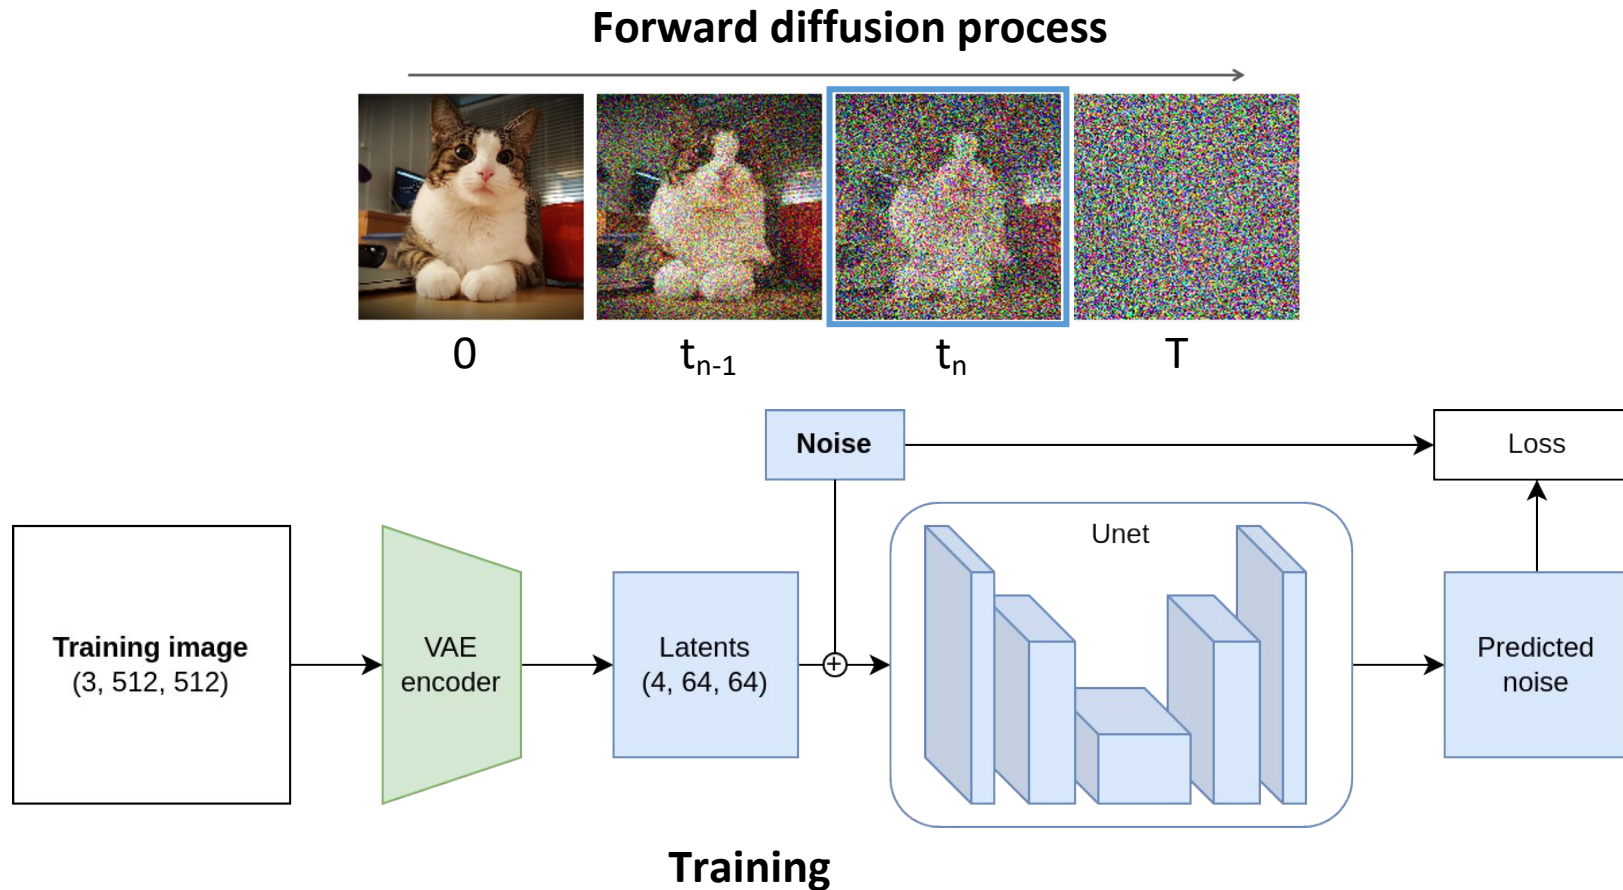 Forward diffusion process
0
tₙ₋₁
tₙ
T
Noise
Loss
Unet
Training image
(3, 512, 512)
VAE
encoder
Latents
(4, 64, 64)
+
Predicted
noise
Training